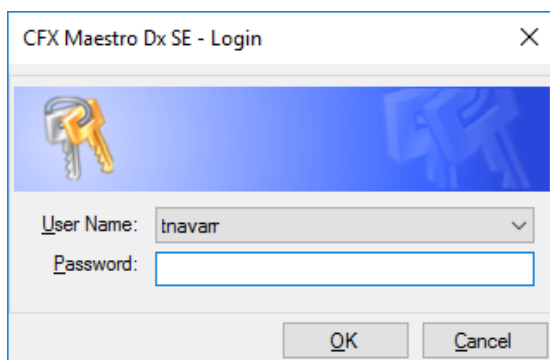 CFX Maestro Dx SE - Login
User Name: tnavarr
Password:
OK Cancel